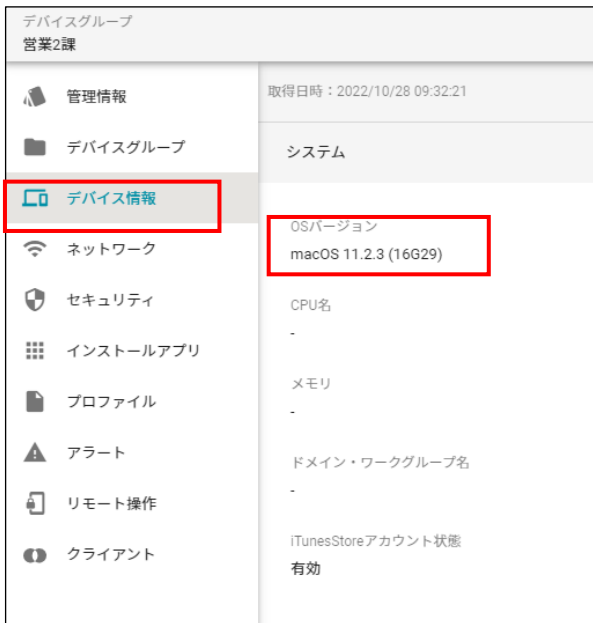 デバイスグループ
営業2課
管理情報
デバイスグループ
デバイス情報
ネットワーク
セキュリティ
インストールアプリ
プロファイル
アラート
リモート操作
クライアント
取得日時：2022/10/28 09:32:21
システム
OSバージョン
macOS 11.2.3 (16G29)
CPU名
-
メモリ
-
ドメイン・ワークグループ名
-
iTunesStoreアカウント状態
有効